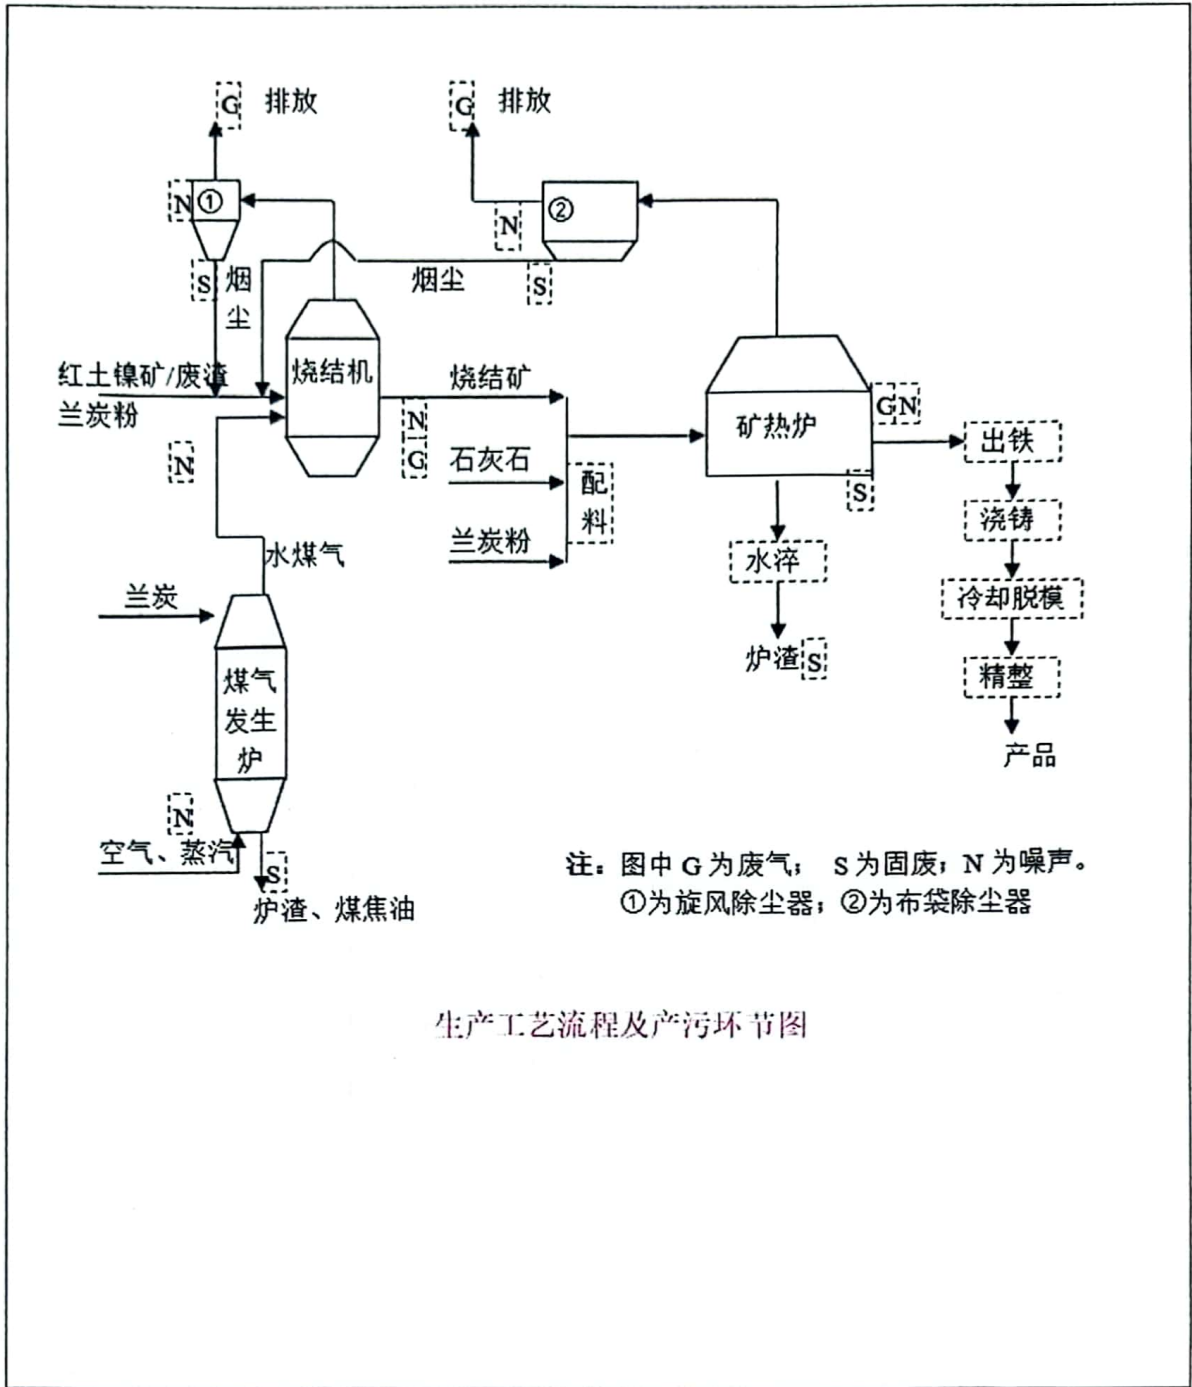 G 排放
G 排放
N ①
②
N
S 烟尘
烟尘
S
红土镍矿/废渣
兰炭粉
烧结机
烧结矿
N
G
N
石灰石
配料
兰炭粉
矿热炉
G N
S
出铁
浇铸
冷却脱模
精整
产品
水淬
炉渣 S
水煤气
兰炭
煤气发生炉
N
空气、蒸汽
S
炉渣、煤焦油
注：图中 G 为废气； S 为固废；N 为噪声。
①为旋风除尘器；②为布袋除尘器
生产工艺流程及产污环节图